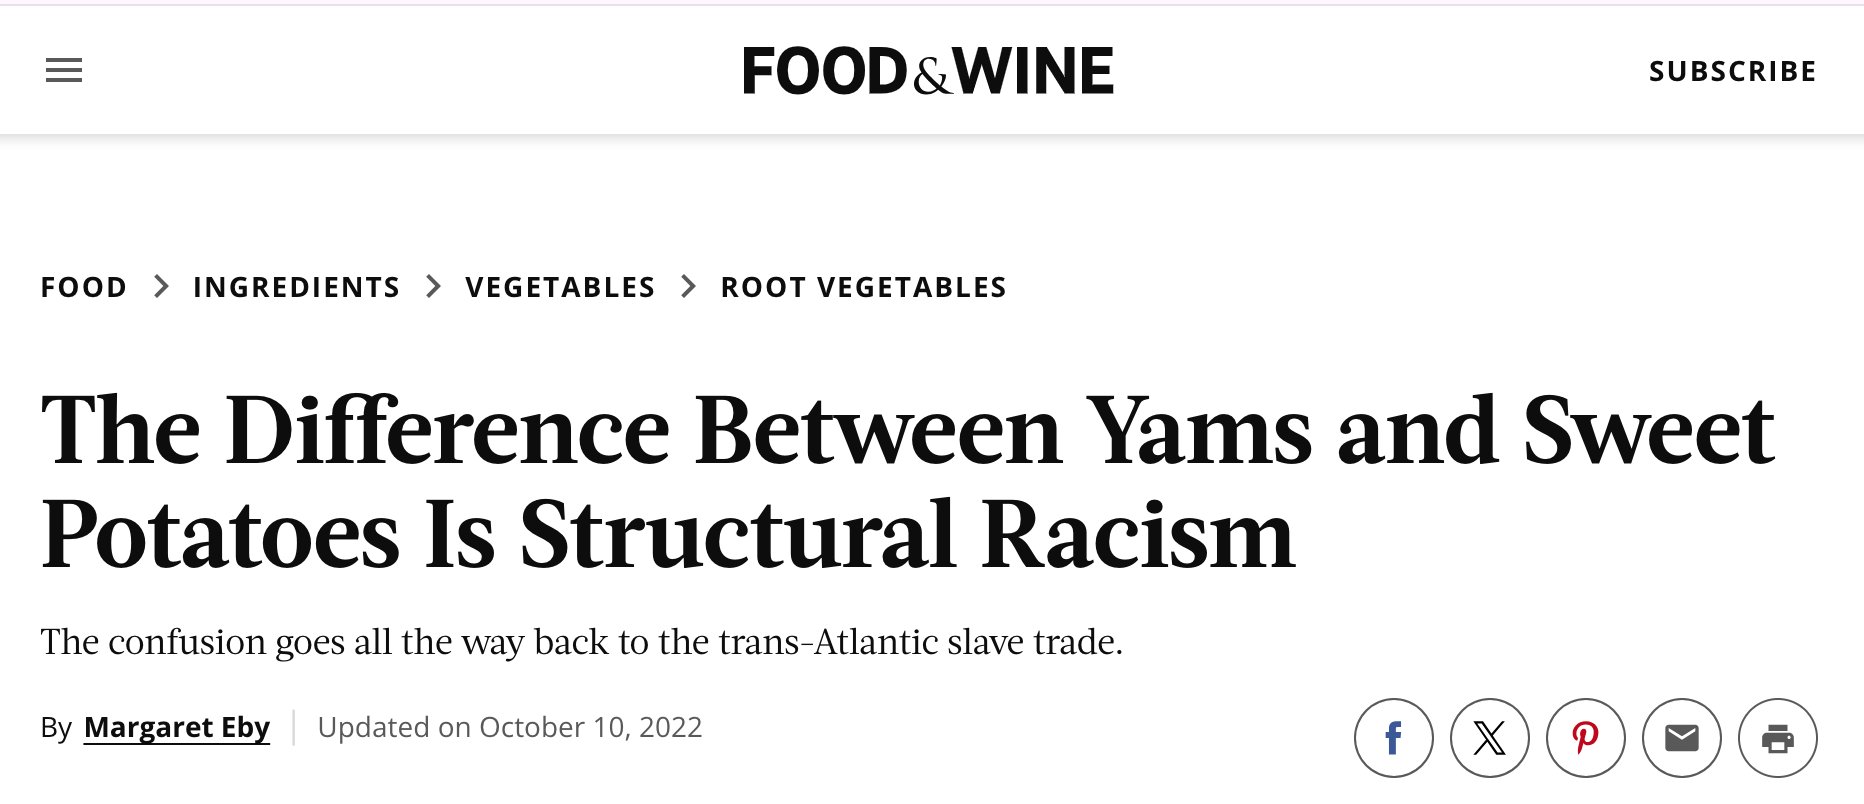 FOOD&WINE
SUBSCRIBE
FOOD > INGREDIENTS > VEGETABLES > ROOT VEGETABLES
The Difference Between Yams and Sweet
Potatoes Is Structural Racism
The confusion goes all the way back to the trans-Atlantic slave trade.
By Margaret Eby | Updated on October 10, 2022